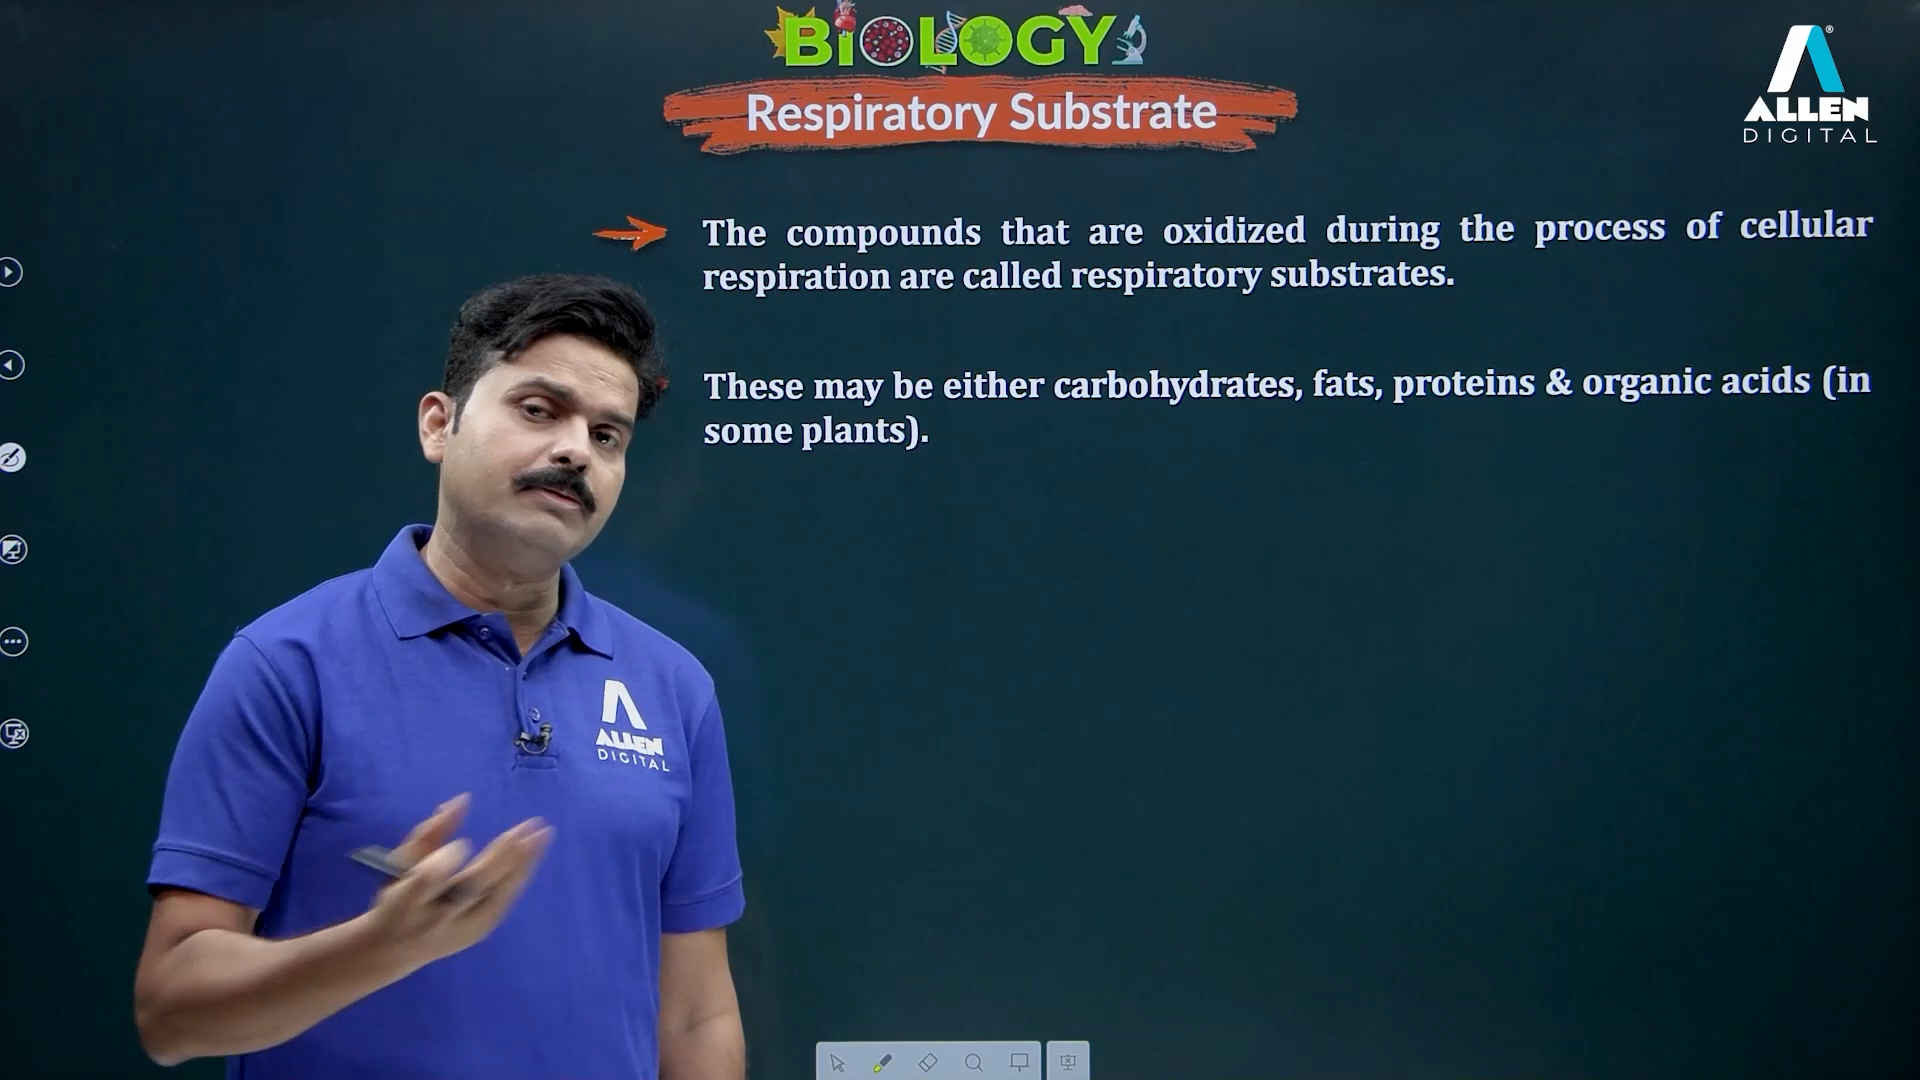 BIOLOGY
Respiratory Substrate
ALLEN
DIGITAL
The compounds that are oxidized during the process of cellular
respiration are called respiratory substrates.
These may be either carbohydrates, fats, proteins & organic acids (in
some plants).
ALLEN
DIGITAL